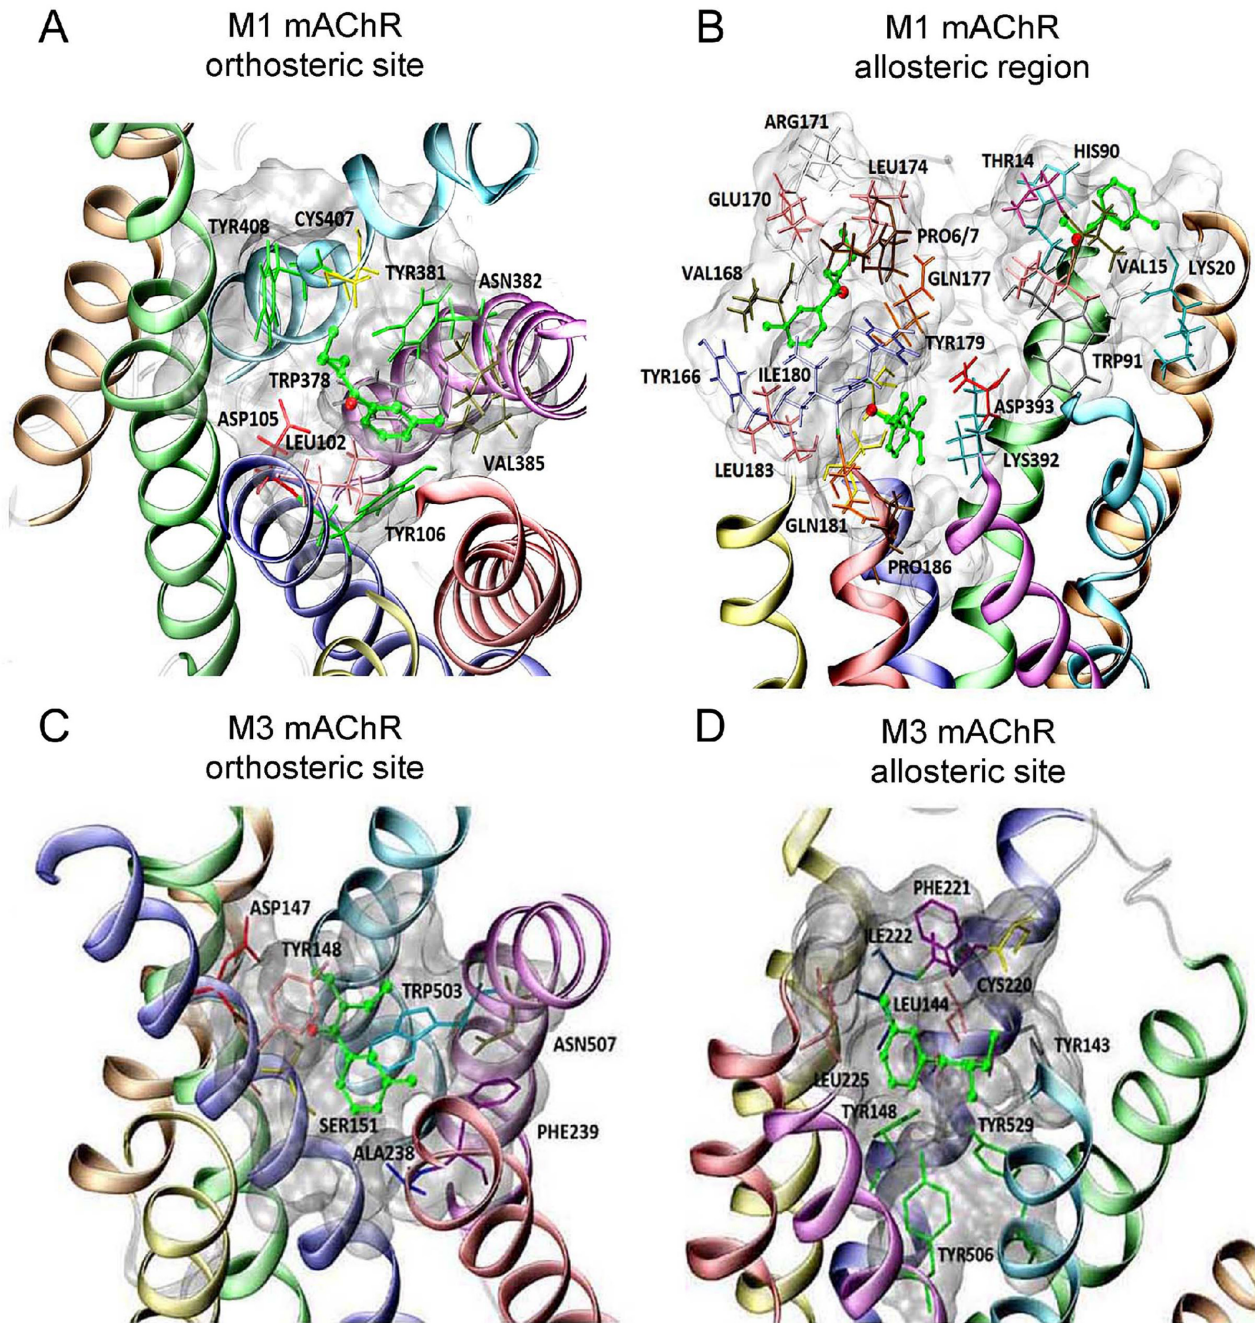 A
M1 mAChR
orthosteric site
TYR408
CYS407
TYR381
ASN382
TRP378
ASP105
LEU102
VAL385
TYR106
B
M1 mAChR
allosteric region
ARG171
LEU174
THR14
HIS90
GLU170
PRO6/7
VAL168
GLN177
VAL15
LYS20
TYR179
TYR166
ILE180
TRP91
ASP393
LEU183
LYS392
GLN181
PRO186
C
M3 mAChR
orthosteric site
ASP147
TYR148
TRP503
ASN507
SER151
PHE239
ALA238
D
M3 mAChR
allosteric site
PHE221
ILE222
CYS220
LEU144
TYR143
LEU225
TYR148
TYR529
TYR506